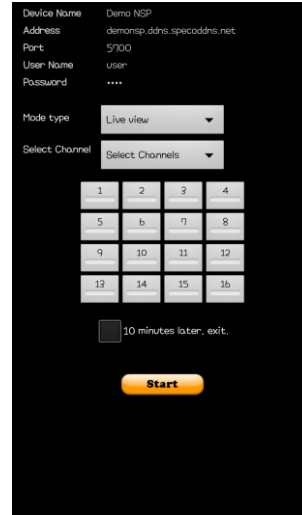 Device Name Demo NSP
Address demonsp.ddns.specoddns.net
Port 5700
User Name user
Password ••••
Mode type Live view
Select Channel Select Channels
1 2 3 4
5 6 7 8
9 10 11 12
13 14 15 16
10 minutes later, exit.
Start